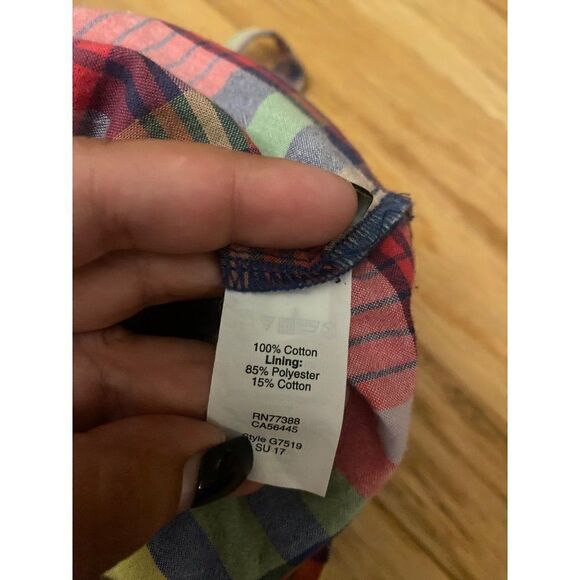 100% Cotton
Lining:
85% Polyester
15% Cotton
RN77388
CA56445
Style G7519
SU 17